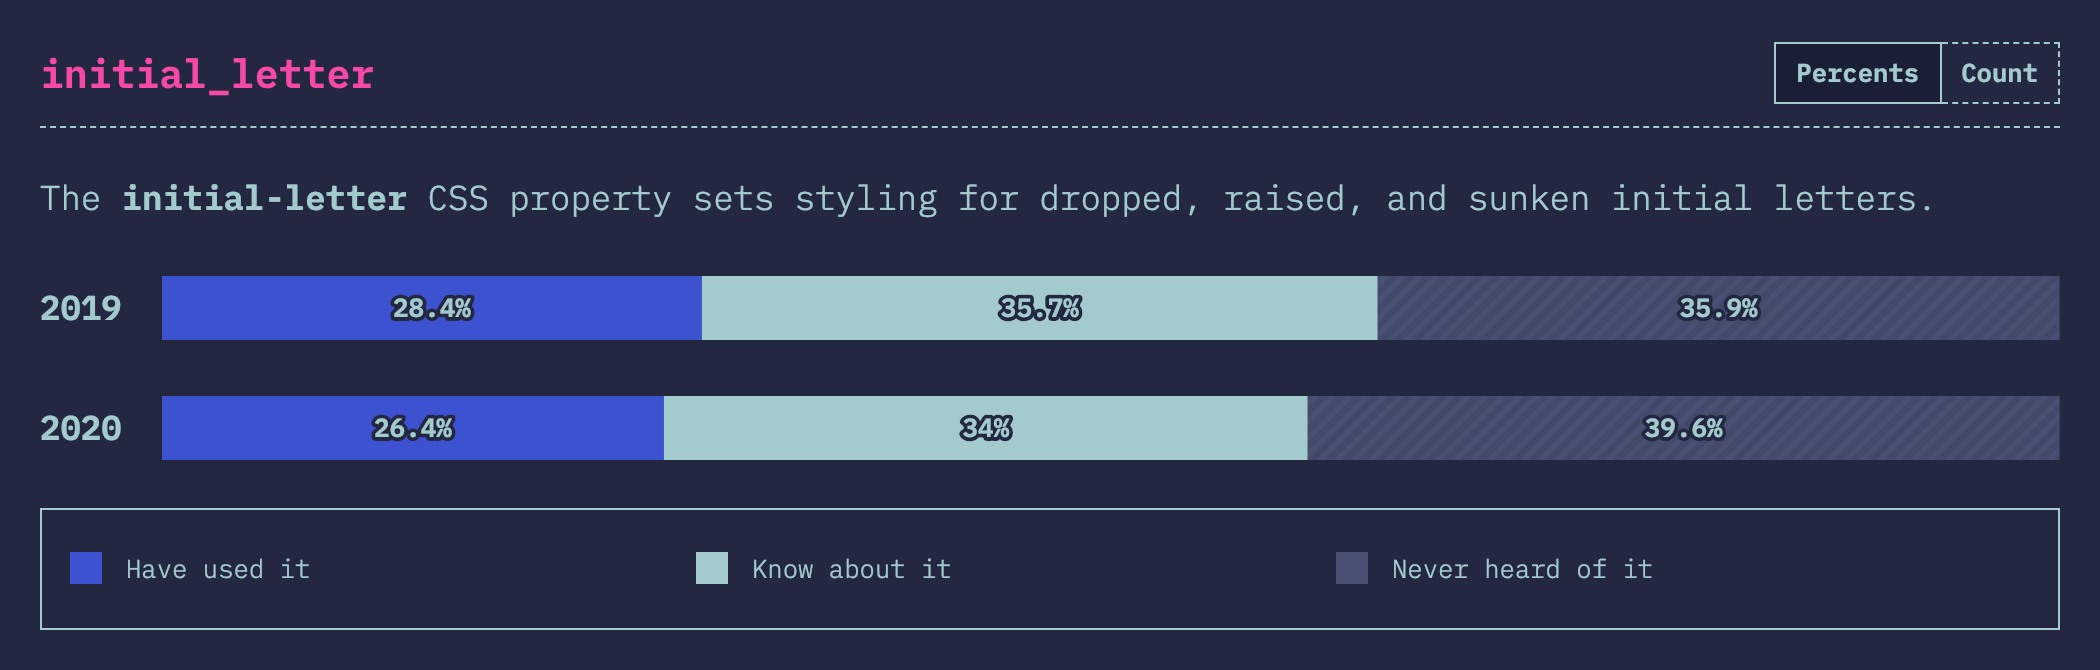 initial_letter
Percents Count
The initial-letter CSS property sets styling for dropped, raised, and sunken initial letters.
2019 28.4% 35.7% 35.9%
2020 26.4% 34% 39.6%
Have used it Know about it Never heard of it